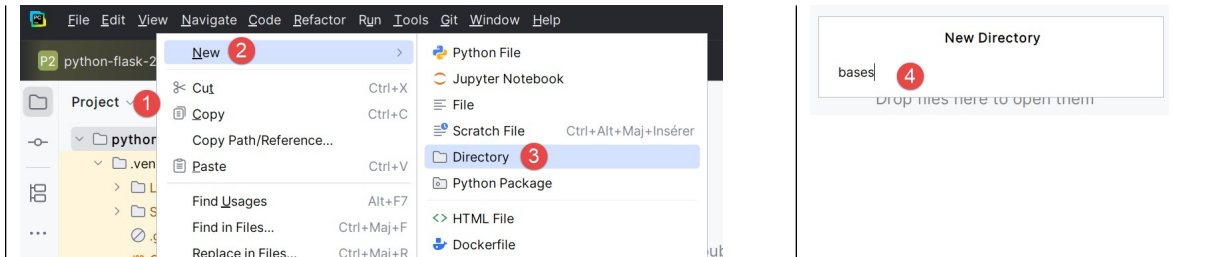 PC File Edit View Navigate Code Refactor Run Tools Git Window Help
P2 python-flask-2
Project 1
python
.ven
L
S
.g
New 2
Cut Ctrl+X
Copy Ctrl+C
Copy Path/Reference...
Paste Ctrl+V
Find Usages Alt+F7
Find in Files... Ctrl+Maj+F
Replace in Files... Ctrl+Maj+R
Python File
Jupyter Notebook
File
Scratch File Ctrl+Alt+Maj+Insérer
Directory 3
Python Package
HTML File
Dockerfile
New Directory
bases 4
Drop files here to open them